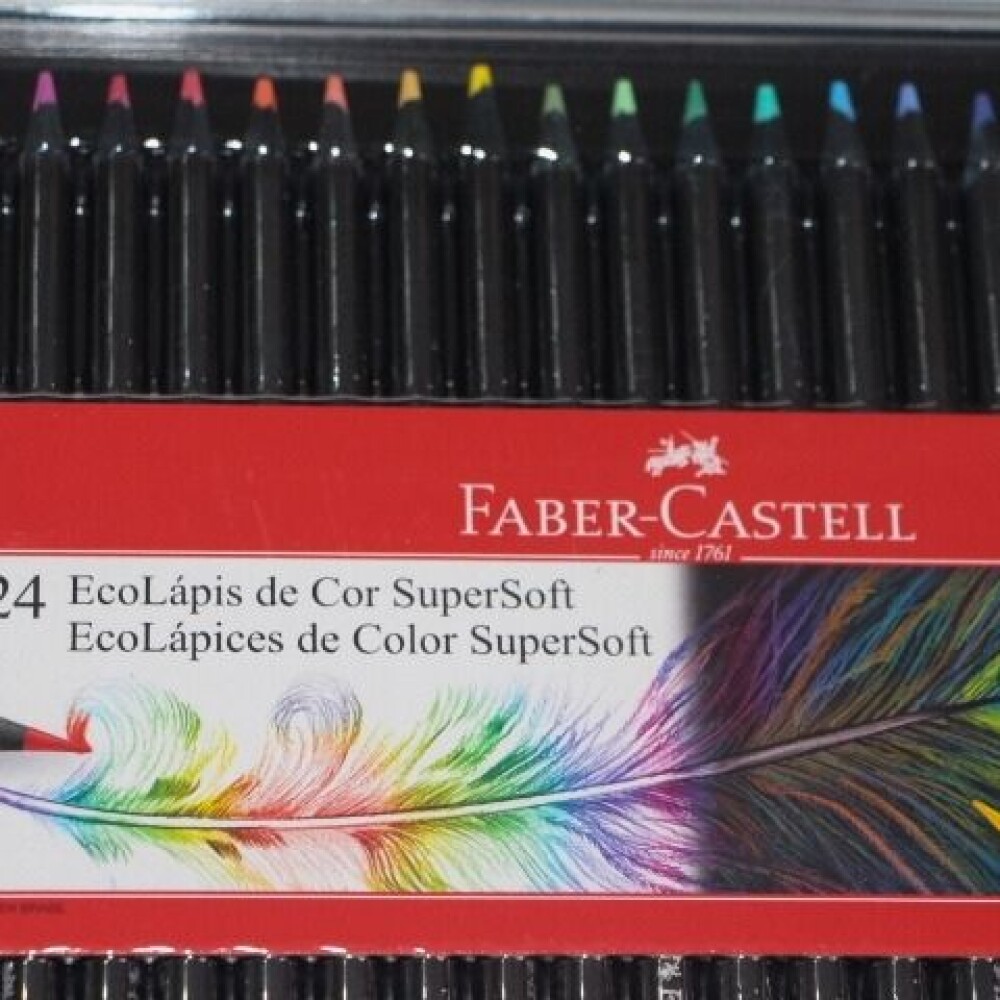 FABER-CASTELL
since 1761
24 EcoLápis de Cor SuperSoft
EcoLápices de Color SuperSoft